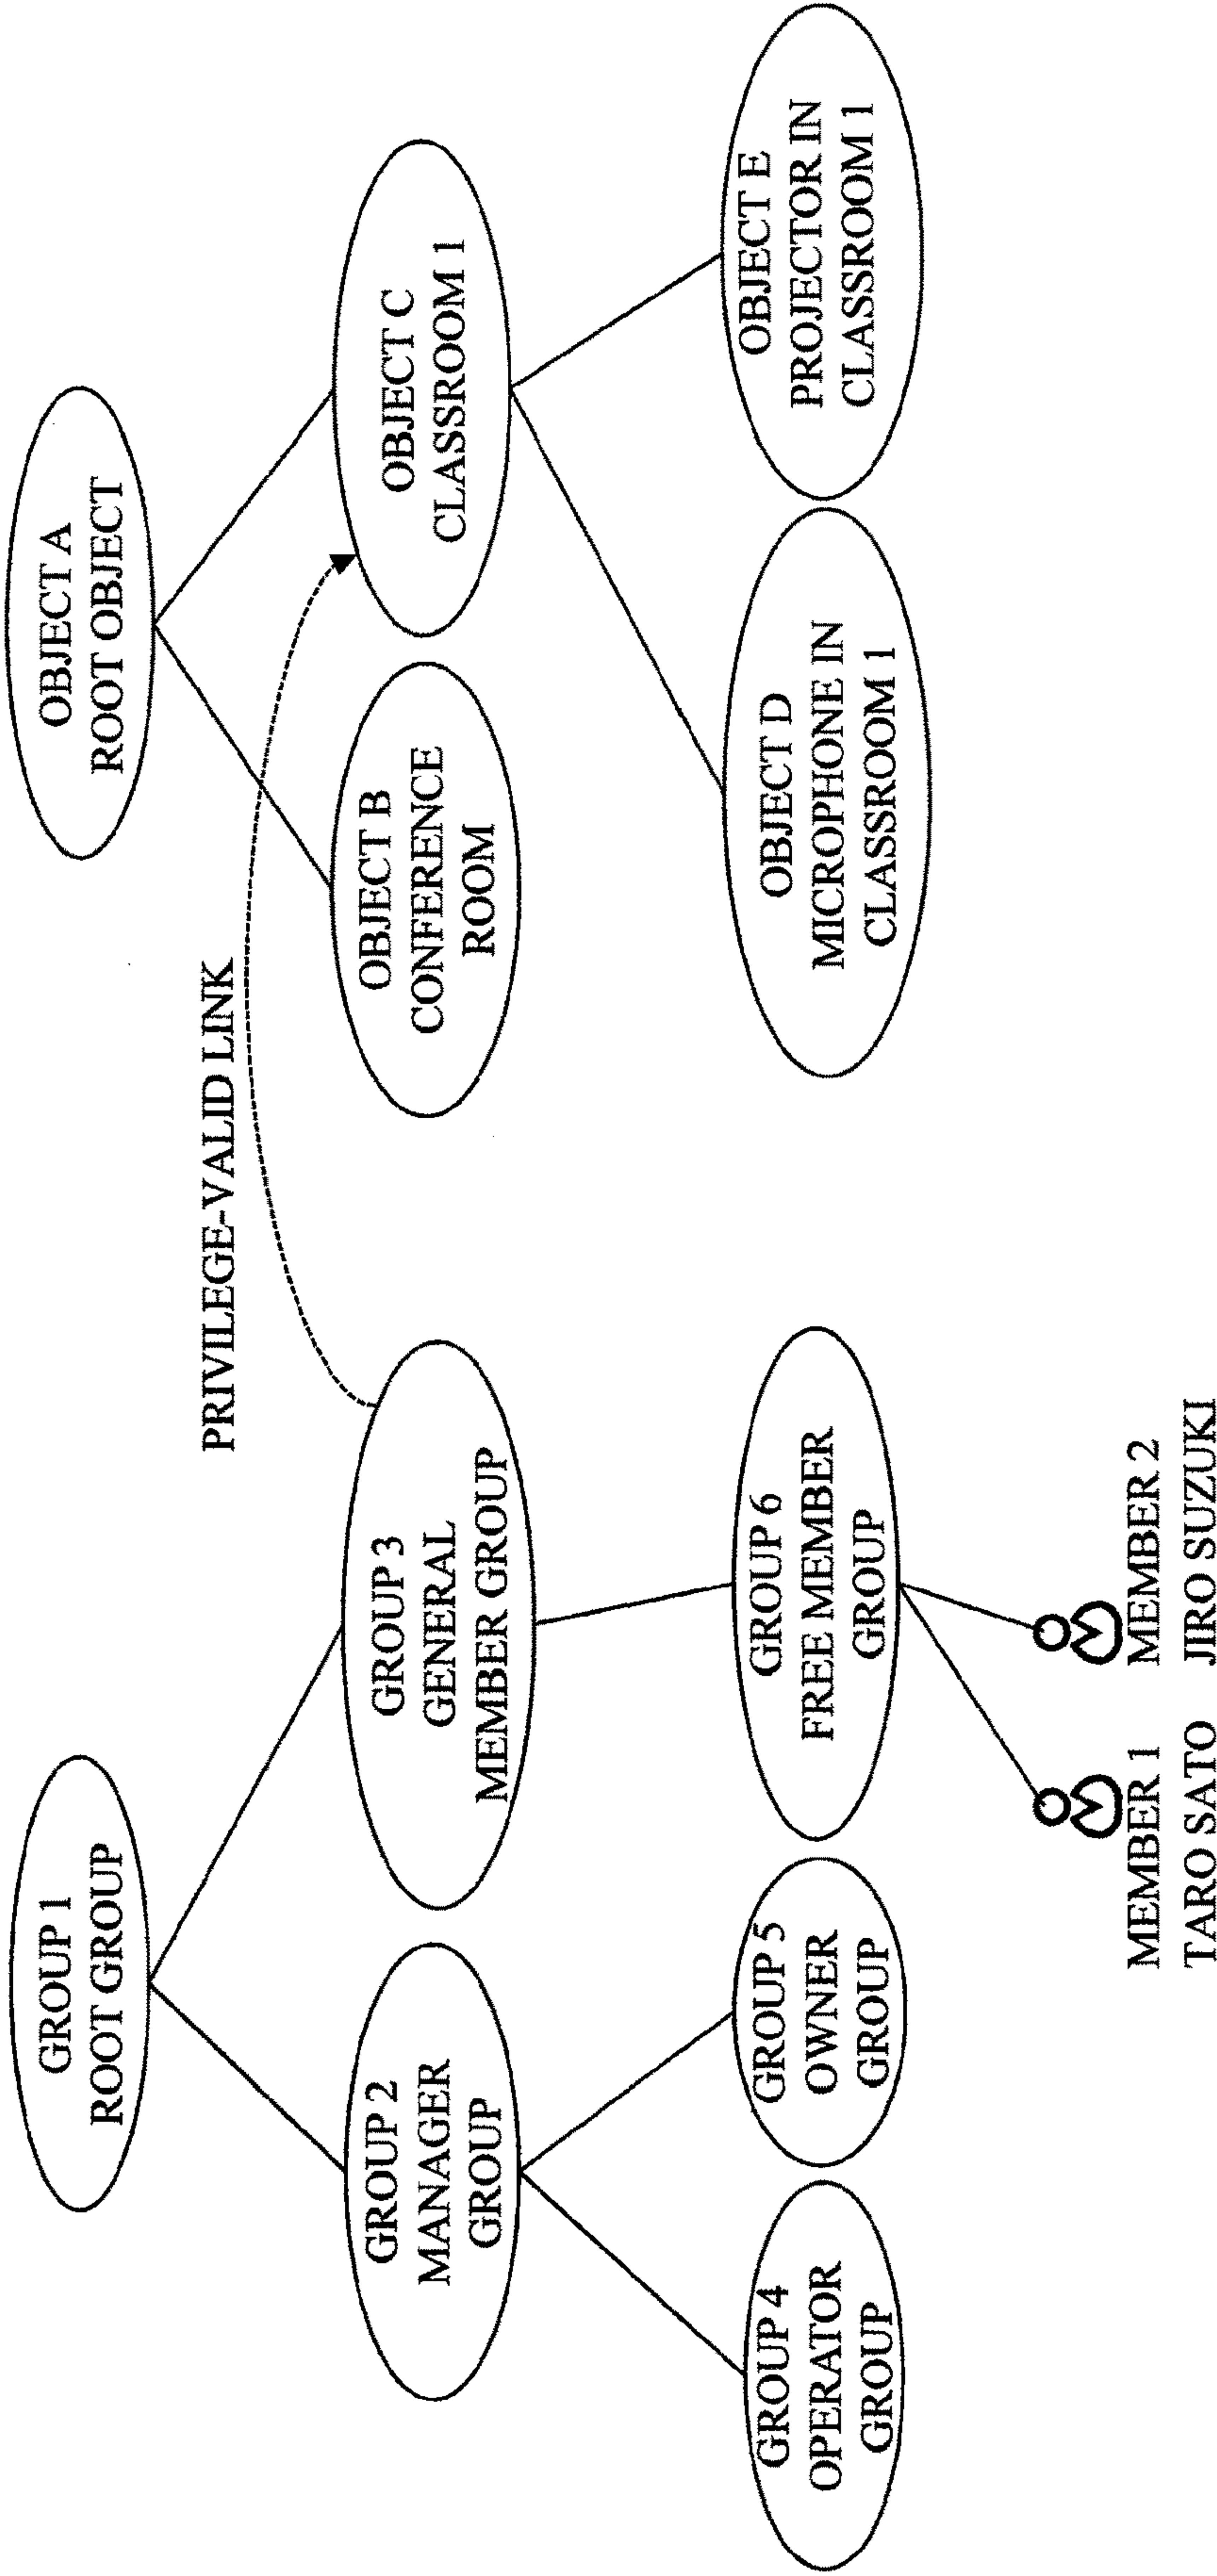 GROUP 1
ROOT GROUP
GROUP 2
MANAGER
GROUP
GROUP 3
GENERAL
MEMBER GROUP
GROUP 4
OPERATOR
GROUP
GROUP 5
OWNER
GROUP
GROUP 6
FREE MEMBER
GROUP
MEMBER 1
TARO SATO
MEMBER 2
JIRO SUZUKI
PRIVILEGE-VALID LINK
OBJECT A
ROOT OBJECT
OBJECT B
CONFERENCE
ROOM
OBJECT C
CLASSROOM 1
OBJECT D
MICROPHONE IN
CLASSROOM 1
OBJECT E
PROJECTOR IN
CLASSROOM 1